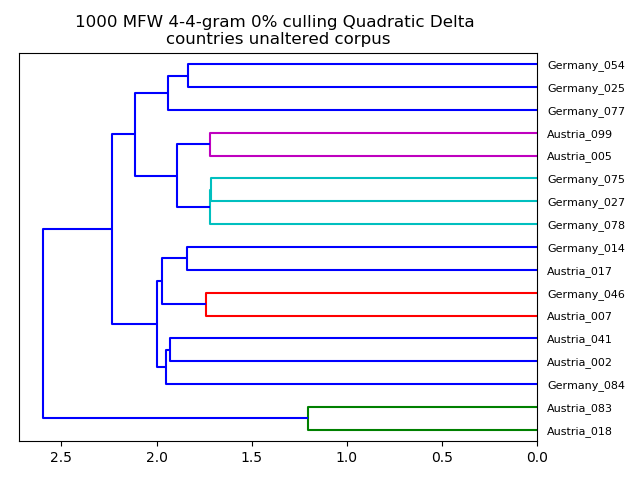 1000 MFW 4-4-gram 0% culling Quadratic Delta
countries unaltered corpus
Germany_054
Germany_025
Germany_077
Austria_099
Austria_005
Germany_075
Germany_027
Germany_078
Germany_014
Austria_017
Germany_046
Austria_007
Austria_041
Austria_002
Germany_084
Austria_083
Austria_018
2.5 2.0 1.5 1.0 0.5 0.0